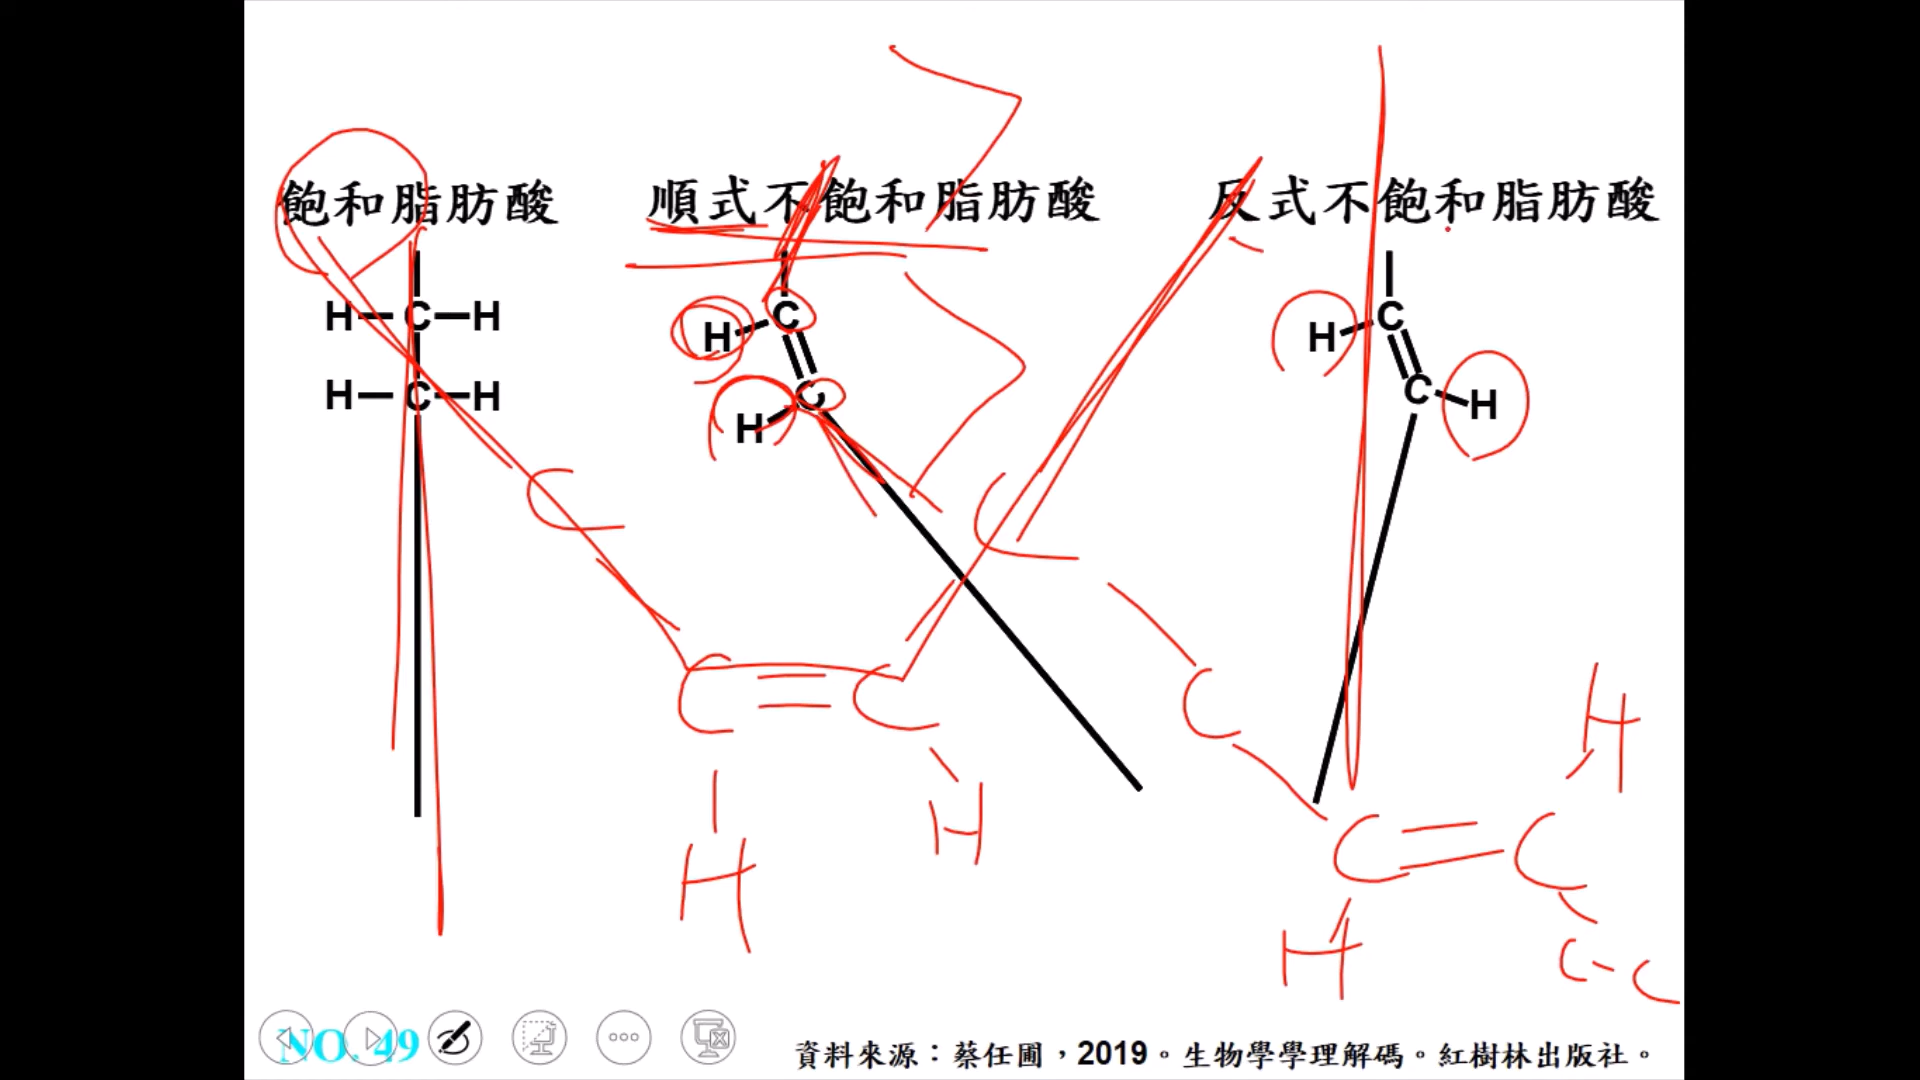 飽和脂肪酸 順式不飽和脂肪酸 反式不飽和脂肪酸
H C H C H C H
H C H C H C H
C C
C = C H
C
H H C = C
H C-C
NO. 49 資料來源：蔡任圃，2019。生物學學理解碼。紅樹林出版社。